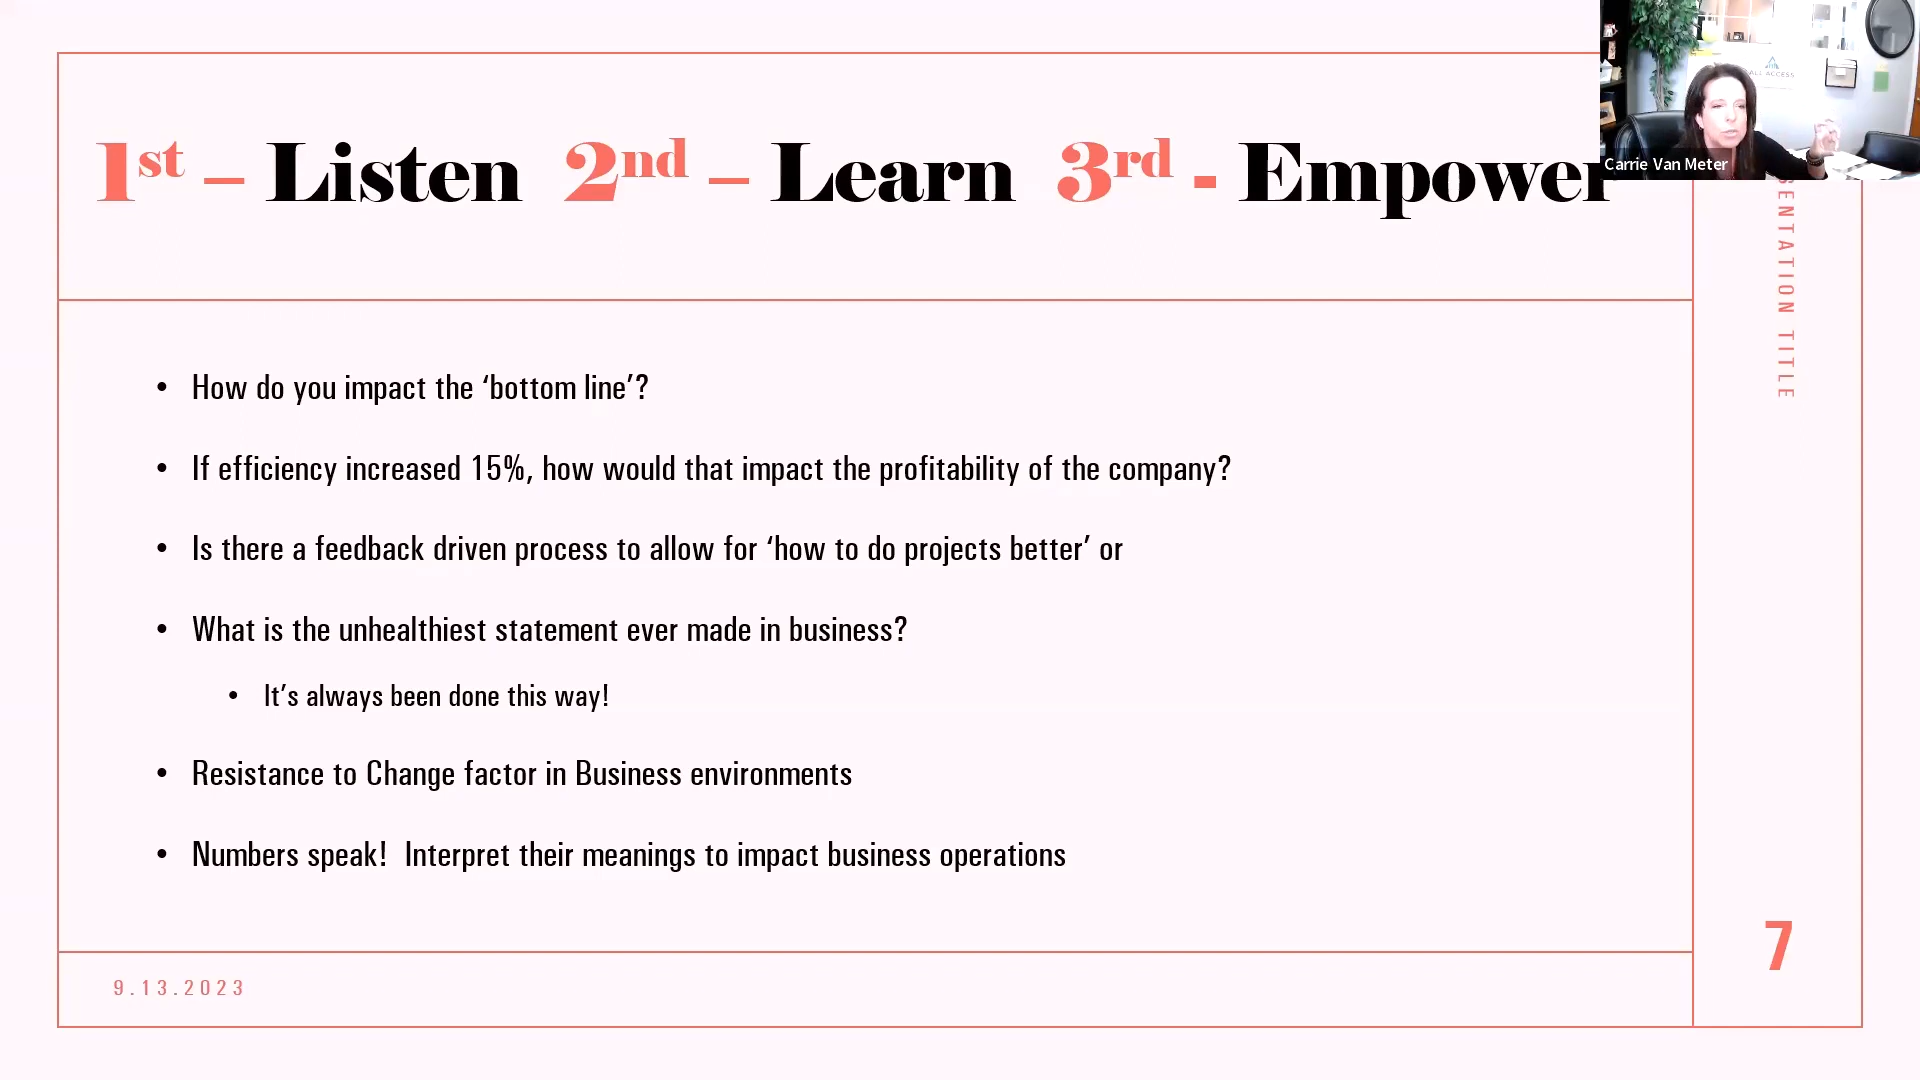 1st – Listen 2nd – Learn 3rd - Empower
ALL ACCESS
Carrie Van Meter
SENTATION TITLE
• How do you impact the ‘bottom line’?
• If efficiency increased 15%, how would that impact the profitability of the company?
• Is there a feedback driven process to allow for ‘how to do projects better’ or
• What is the unhealthiest statement ever made in business?
• It’s always been done this way!
• Resistance to Change factor in Business environments
• Numbers speak!  Interpret their meanings to impact business operations
7
9.13.2023